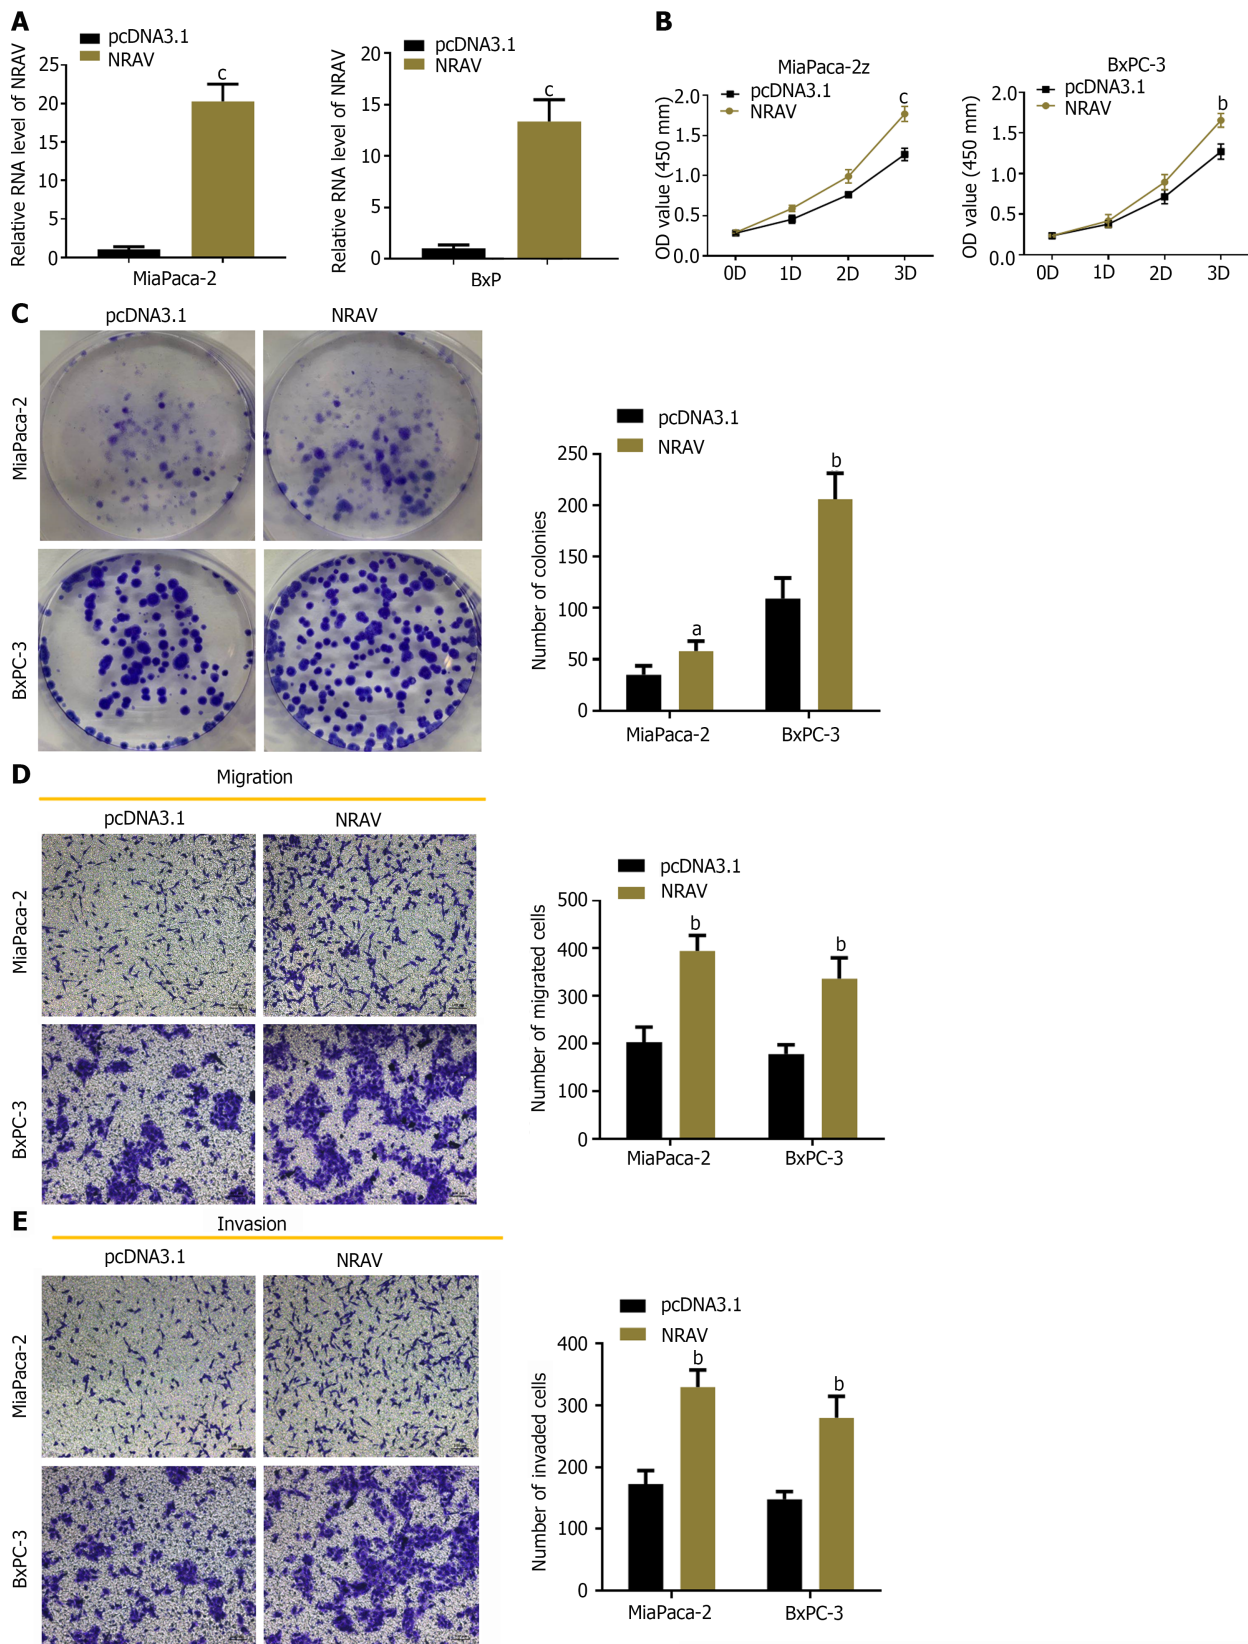 A
pcDNA3.1
NRAV
Relative RNA level of NRAV
25
20
15
10
5
0
c
MiaPaca-2
pcDNA3.1
NRAV
Relative RNA level of NRAV
20
15
10
5
0
c
BxP
B
MiaPaca-2z
pcDNA3.1
NRAV
OD value (450 mm)
2.0
1.5
1.0
0.5
0.0
c
0D 1D 2D 3D
BxPC-3
pcDNA3.1
NRAV
OD value (450 mm)
2.0
1.5
1.0
0.5
0.0
b
0D 1D 2D 3D
C
pcDNA3.1 NRAV
MiaPaca-2
BxPC-3
pcDNA3.1
NRAV
Number of colonies
250
200
150
100
50
0
a
b
MiaPaca-2 BxPC-3
D
Migration
pcDNA3.1 NRAV
MiaPaca-2
BxPC-3
pcDNA3.1
NRAV
Number of migrated cells
500
400
300
200
100
0
b
b
MiaPaca-2 BxPC-3
E
Invasion
pcDNA3.1 NRAV
MiaPaca-2
BxPC-3
pcDNA3.1
NRAV
Number of invaded cells
400
300
200
100
0
b
b
MiaPaca-2 BxPC-3